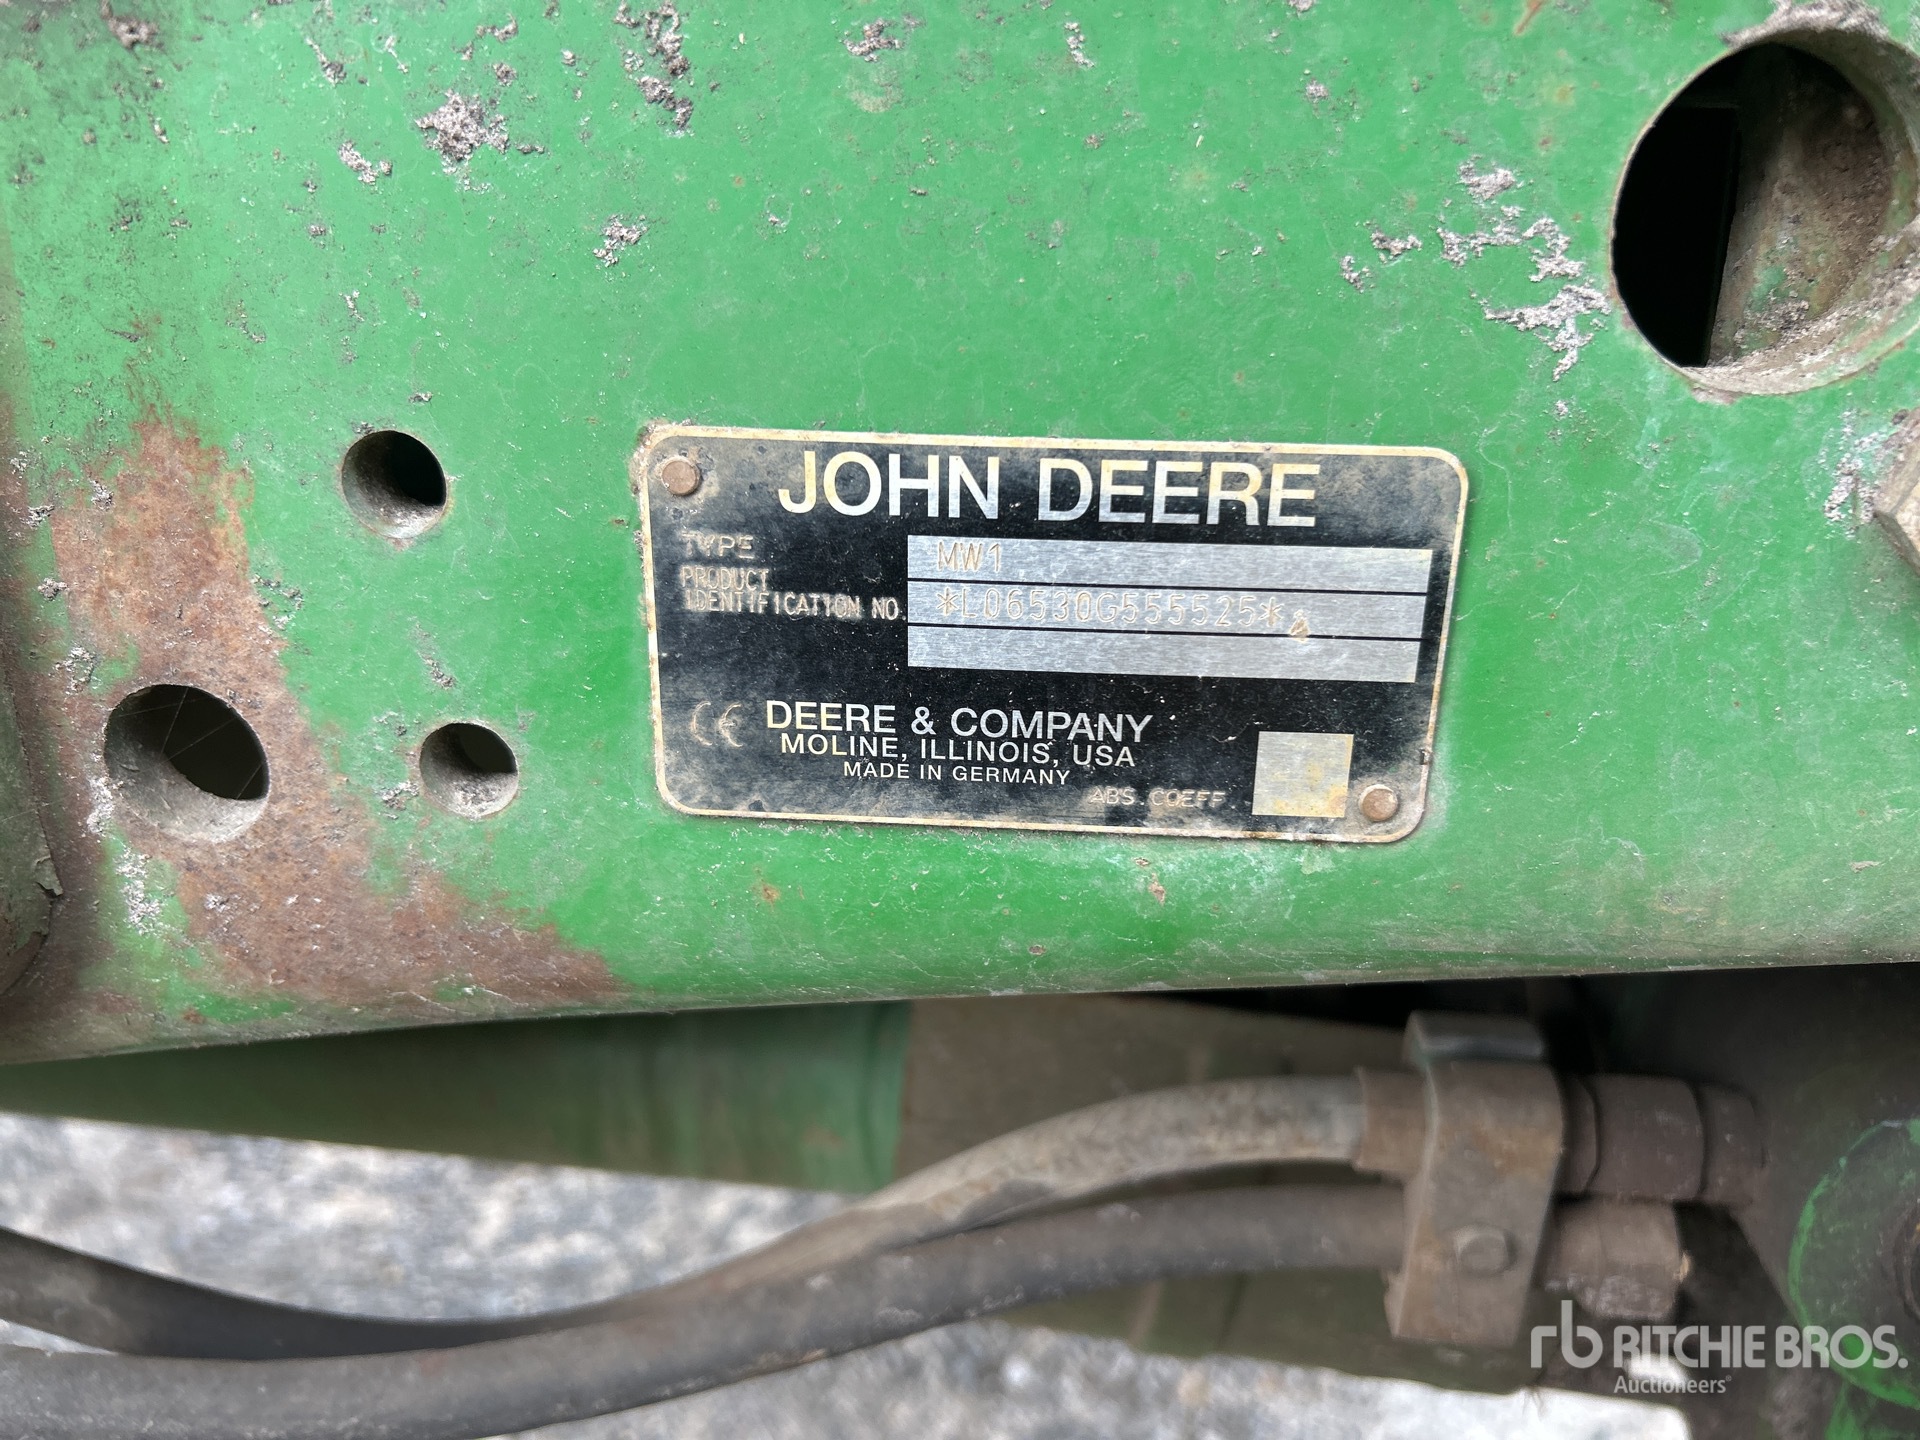 JOHN DEERE
TYPE MW1
PRODUCT
IDENTIFICATION NO. *L06530G555525*
CE DEERE & COMPANY
MOLINE, ILLINOIS, USA
MADE IN GERMANY
ABS. COEFF
rb RITCHIE BROS.
Auctioneers®